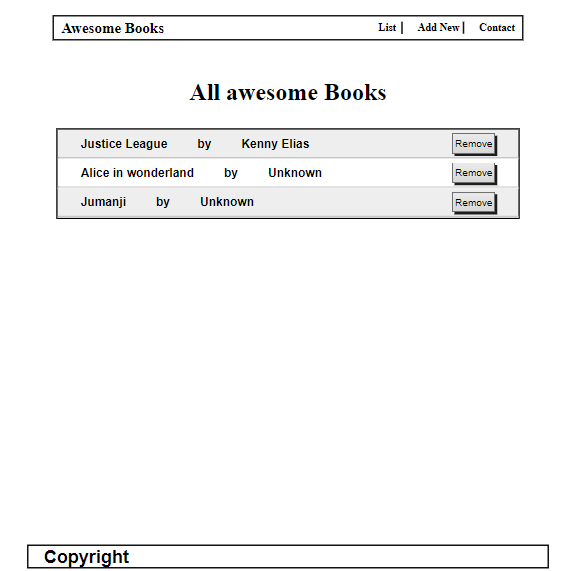 Awesome Books List | Add New | Contact
All awesome Books
Justice League by Kenny Elias Remove
Alice in wonderland by Unknown Remove
Jumanji by Unknown Remove
Copyright